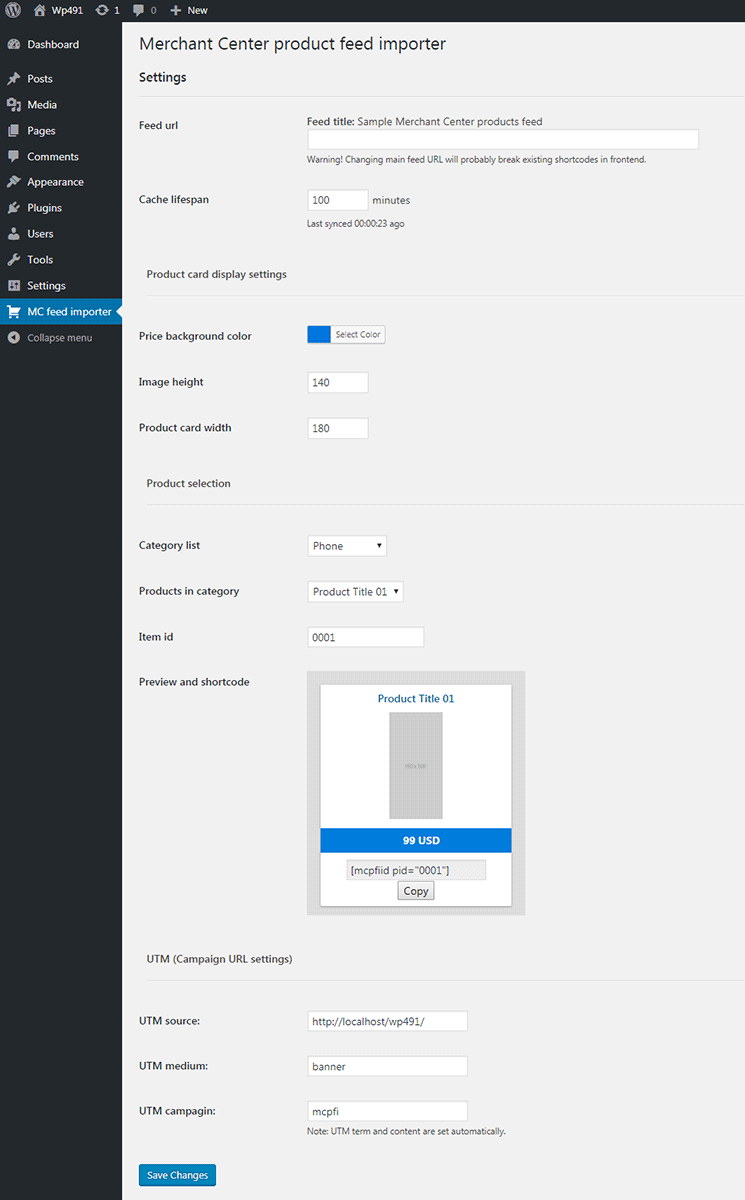 Wp491 1 0 New
Dashboard
Posts
Media
Pages
Comments
Appearance
Plugins
Users
Tools
Settings
MC feed importer
Collapse menu
Merchant Center product feed importer
Settings
Feed url
Feed title: Sample Merchant Center products feed
Warning! Changing main feed URL will probably break existing shortcodes in frontend.
Cache lifespan
100 minutes
Last synced 00:00:23 ago
Product card display settings
Price background color
Select Color
Image height
140
Product card width
180
Product selection
Category list
Phone
Products in category
Product Title 01
Item id
0001
Preview and shortcode
Product Title 01
99 USD
[mcpfiid pid="0001"]
Copy
UTM (Campaign URL settings)
UTM source:
http://localhost/wp491/
UTM medium:
banner
UTM campagin:
mcpfi
Note: UTM term and content are set automatically.
Save Changes